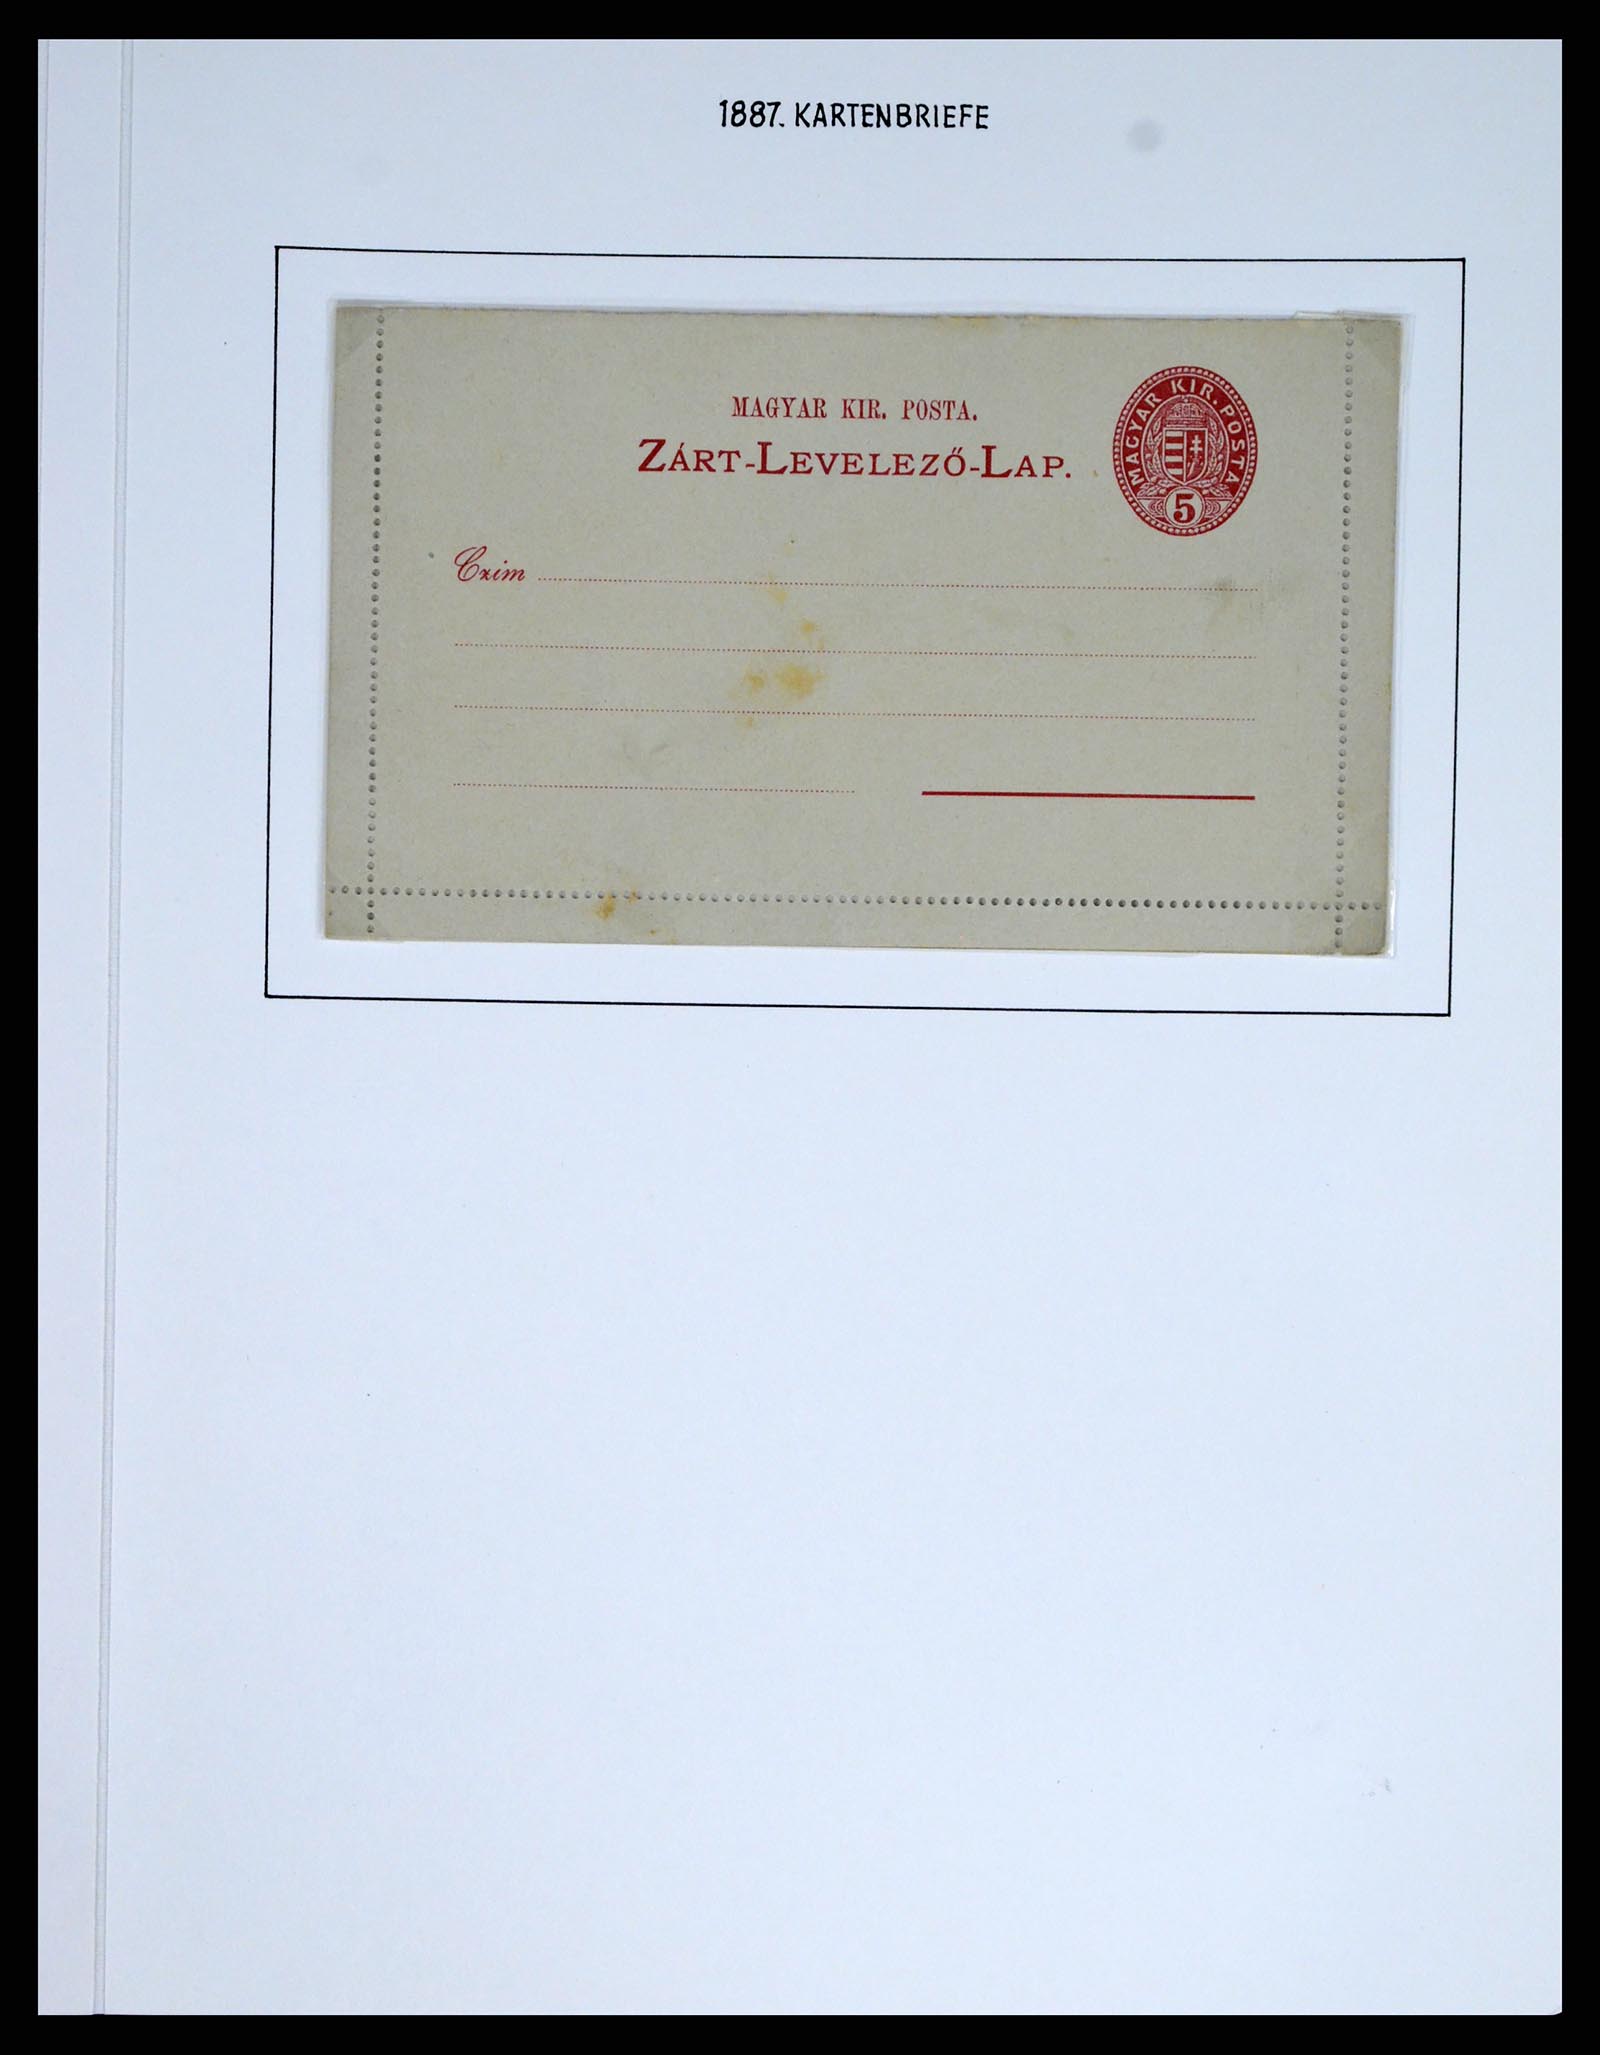 1887. KARTENBRIEFE
MAGYAR KIR. POSTA.
ZÁRT-LEVELEZŐ-LAP.
MAGYAR KIR. POSTA
5
Czim